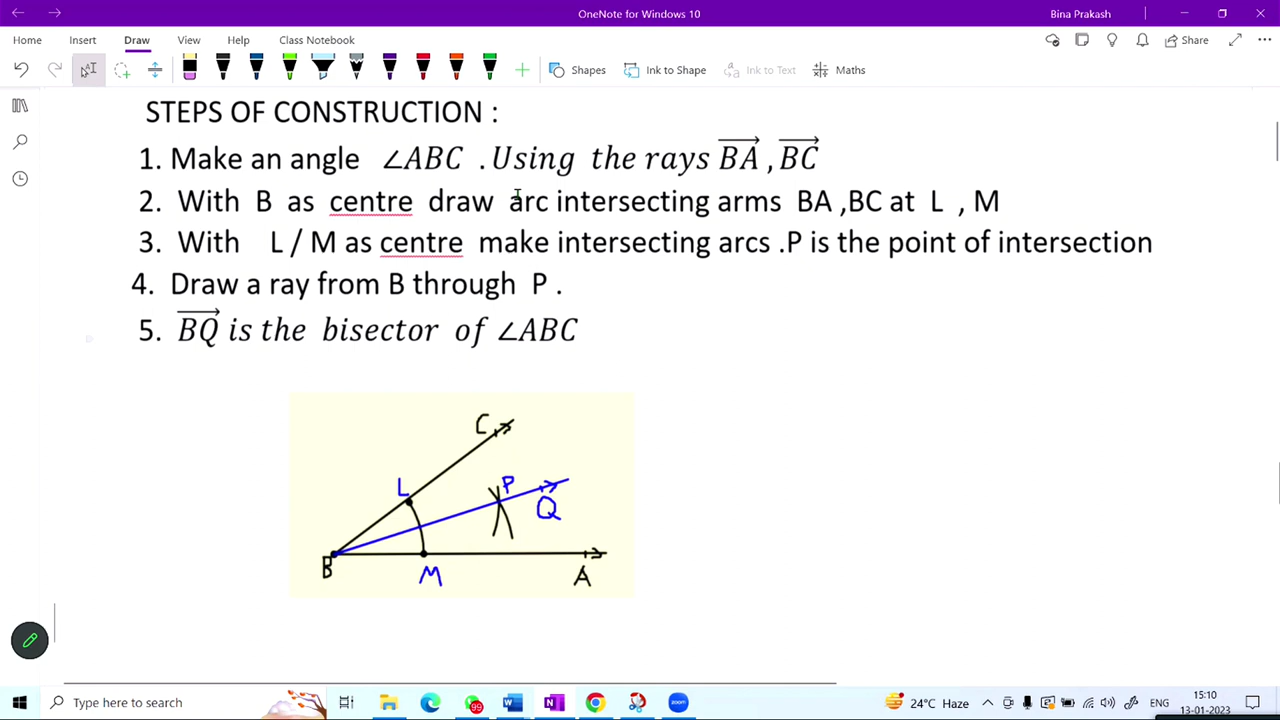 OneNote for Windows 10
Bina Prakash
Home Insert Draw View Help Class Notebook
Share
Shapes Ink to Shape Ink to Text Maths
STEPS OF CONSTRUCTION :
1. Make an angle ∠ABC . Using the rays B͞A⃗ , B͞C⃗
2. With B as centre draw arc intersecting arms BA ,BC at L , M
3. With L / M as centre make intersecting arcs .P is the point of intersection
4. Draw a ray from B through P .
5. B͞Q⃗ is the bisector of ∠ABC
C
L
P
Q
B
M
A
Type here to search
99
zoom
24°C Haze
ENG
15:10
13-01-2023